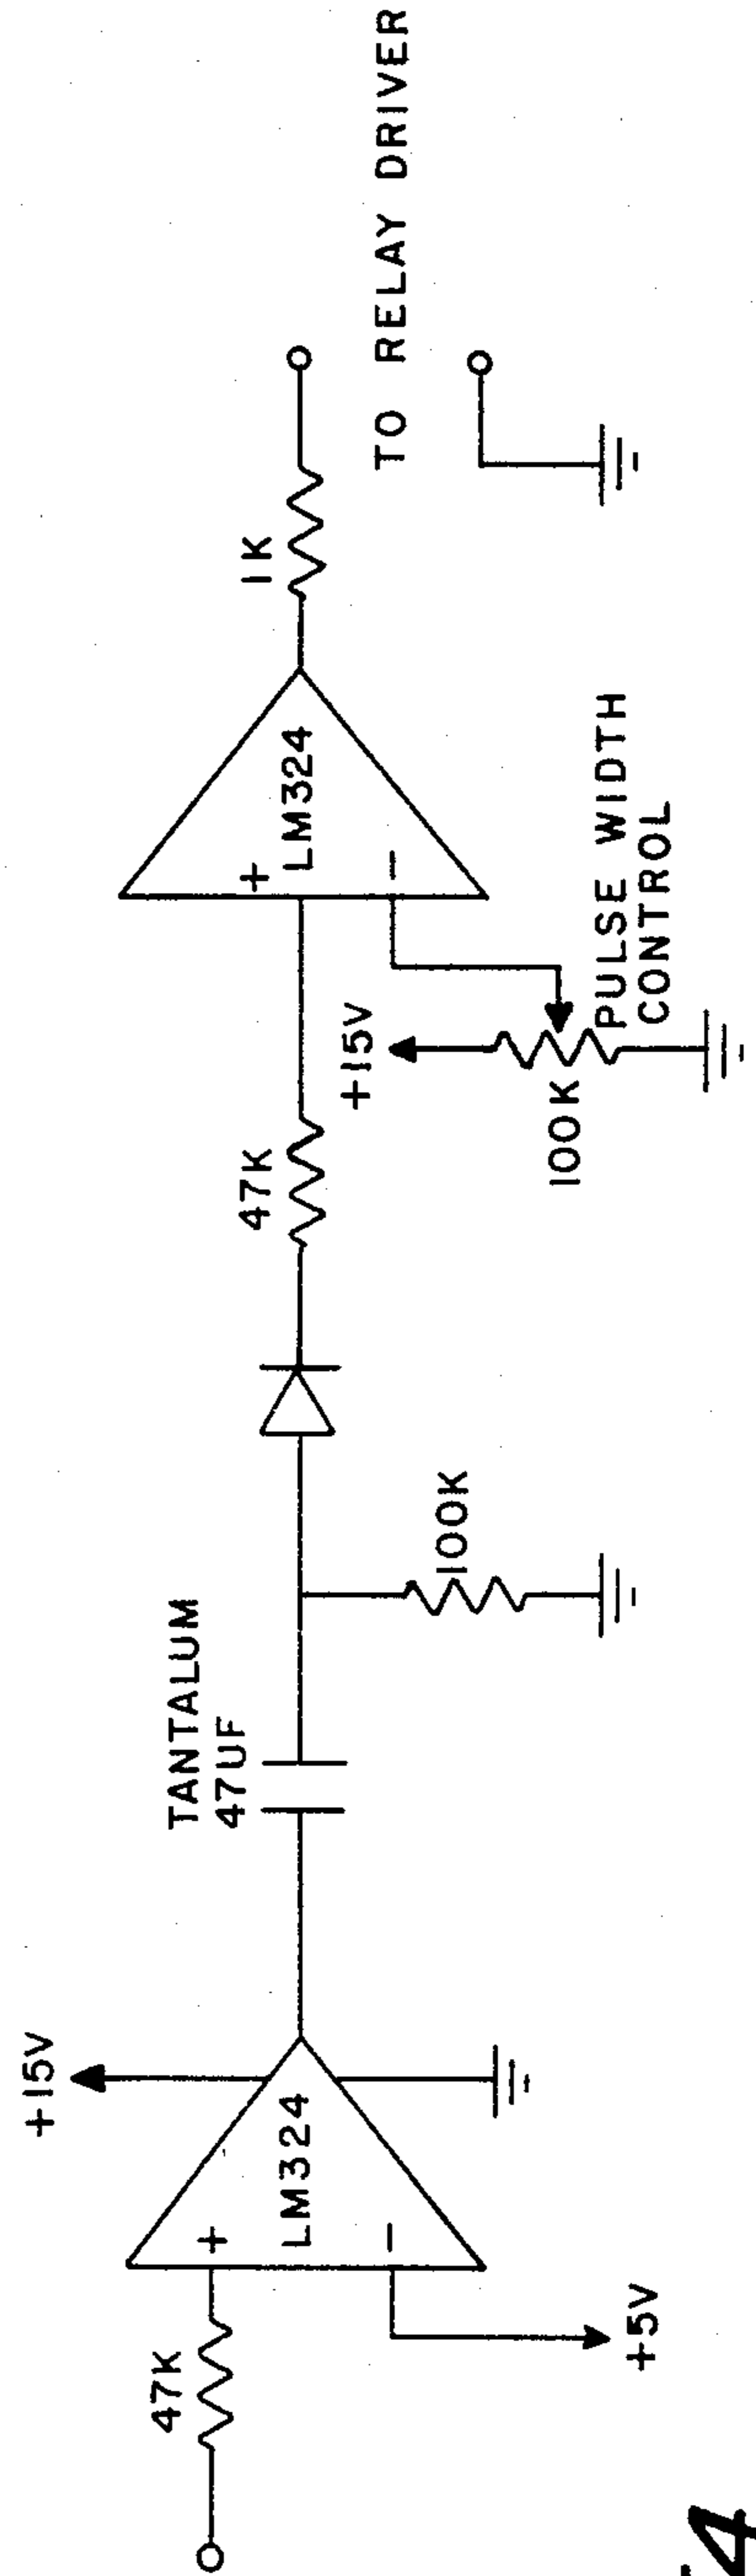 47K
+
LM324
-
+5V
+15V
TANTALUM
47UF
100K
47K
+15V
100K
PULSE WIDTH
CONTROL
+
LM324
-
1K
TO RELAY DRIVER
4